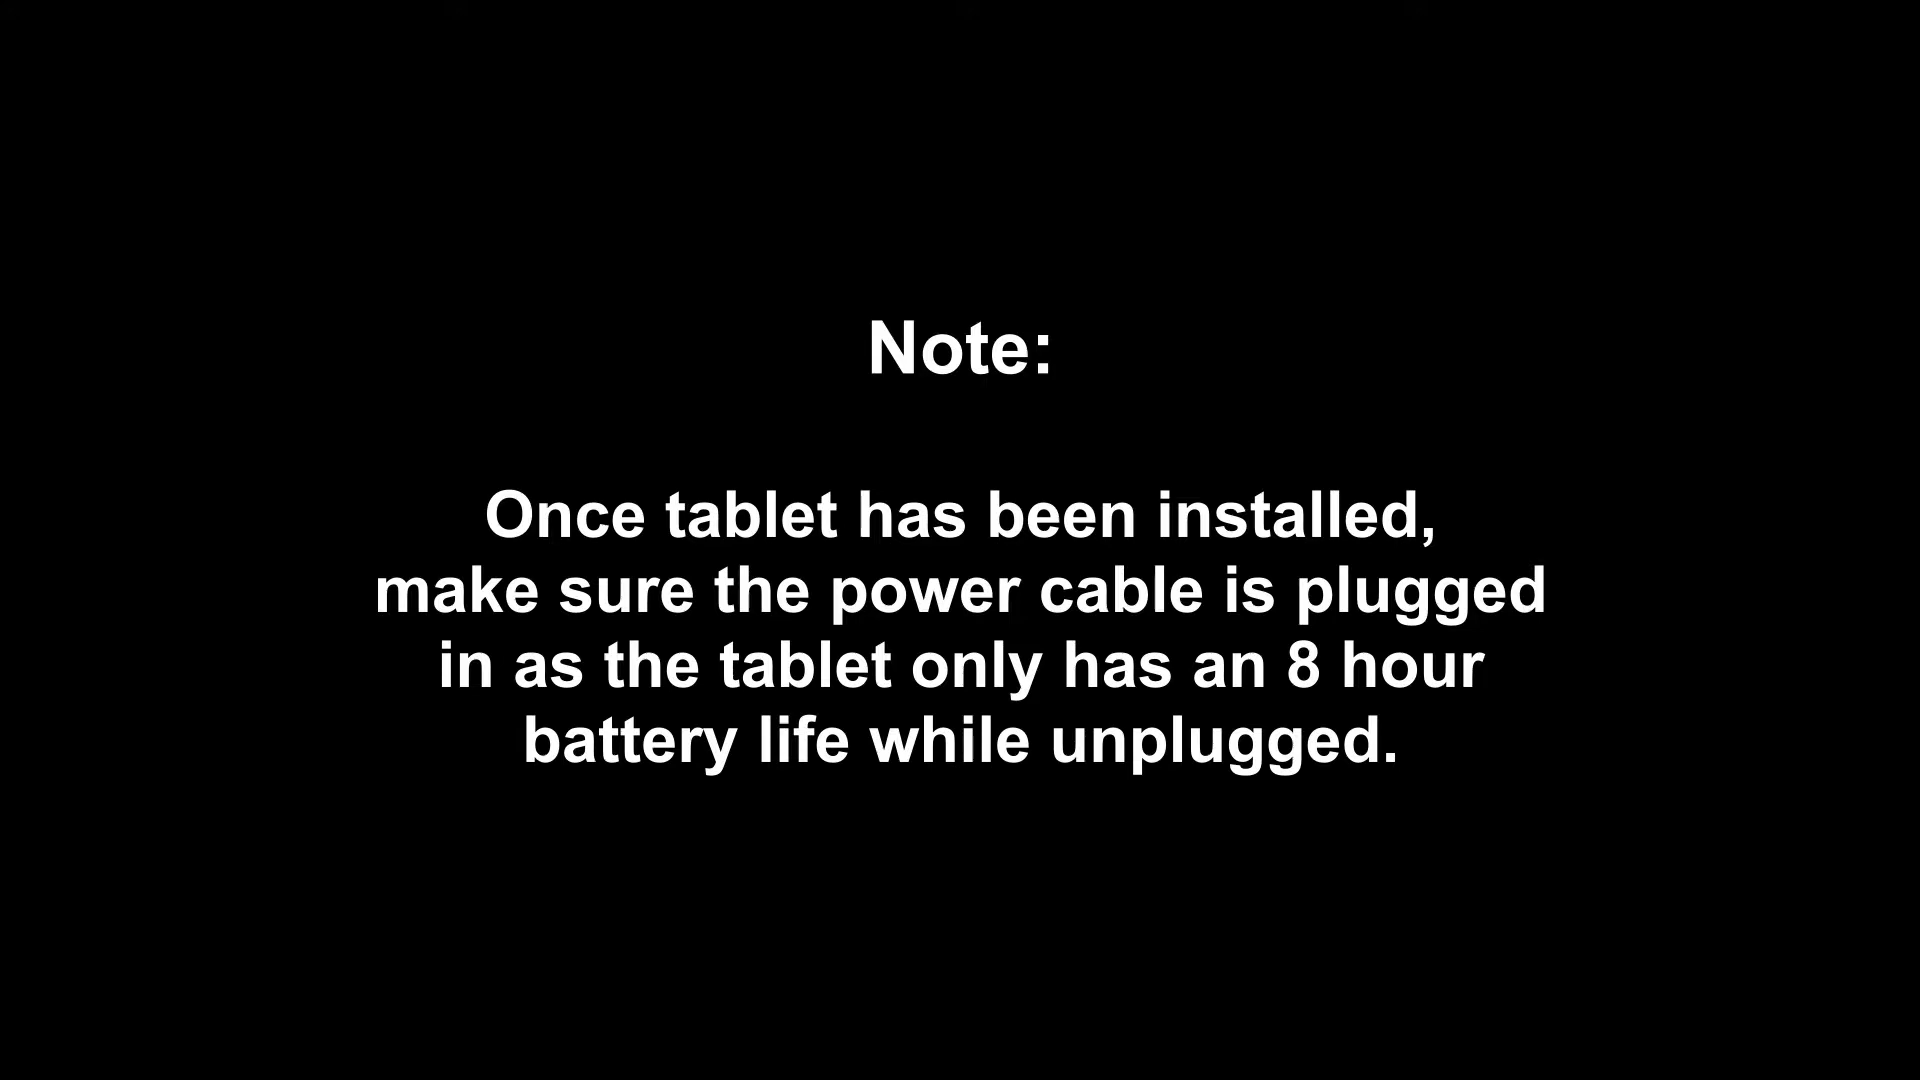 Note:
Once tablet has been installed,
make sure the power cable is plugged
in as the tablet only has an 8 hour
battery life while unplugged.